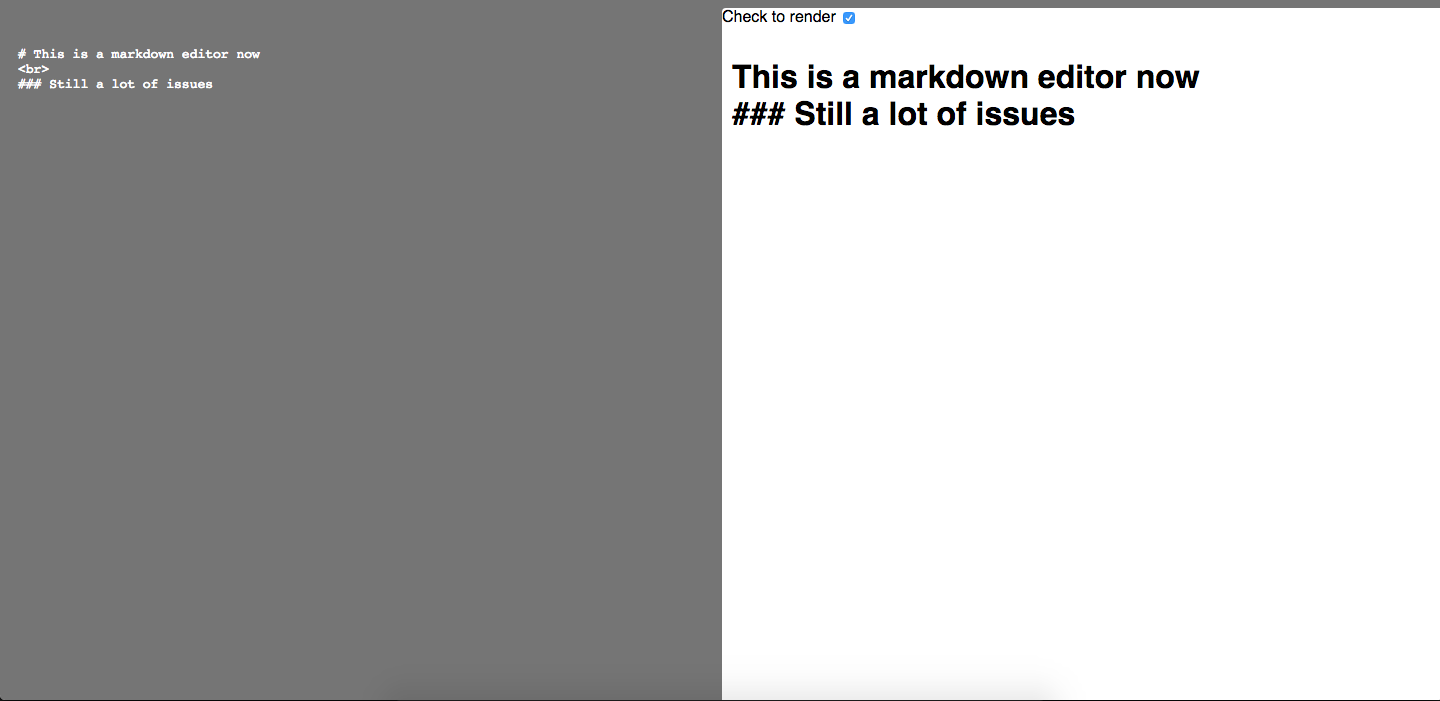 # This is a markdown editor now
<br>
### Still a lot of issues
Check to render
This is a markdown editor now
### Still a lot of issues